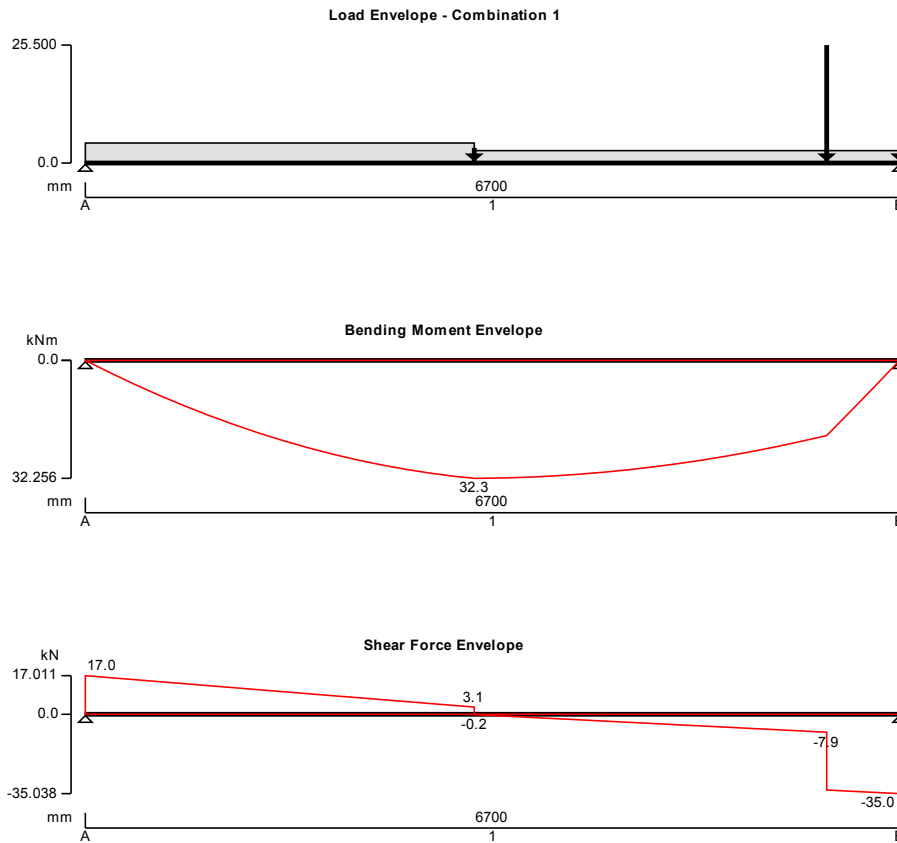 Load Envelope - Combination 1
25.500
0.0
mm
6700
A
1
Bending Moment Envelope
kNm
0.0
32.256
32.3
mm
6700
A
1
Shear Force Envelope
kN
17.011
17.0
3.1
0.0
-0.2
-7.9
-35.038
-35.0
mm
6700
A
1